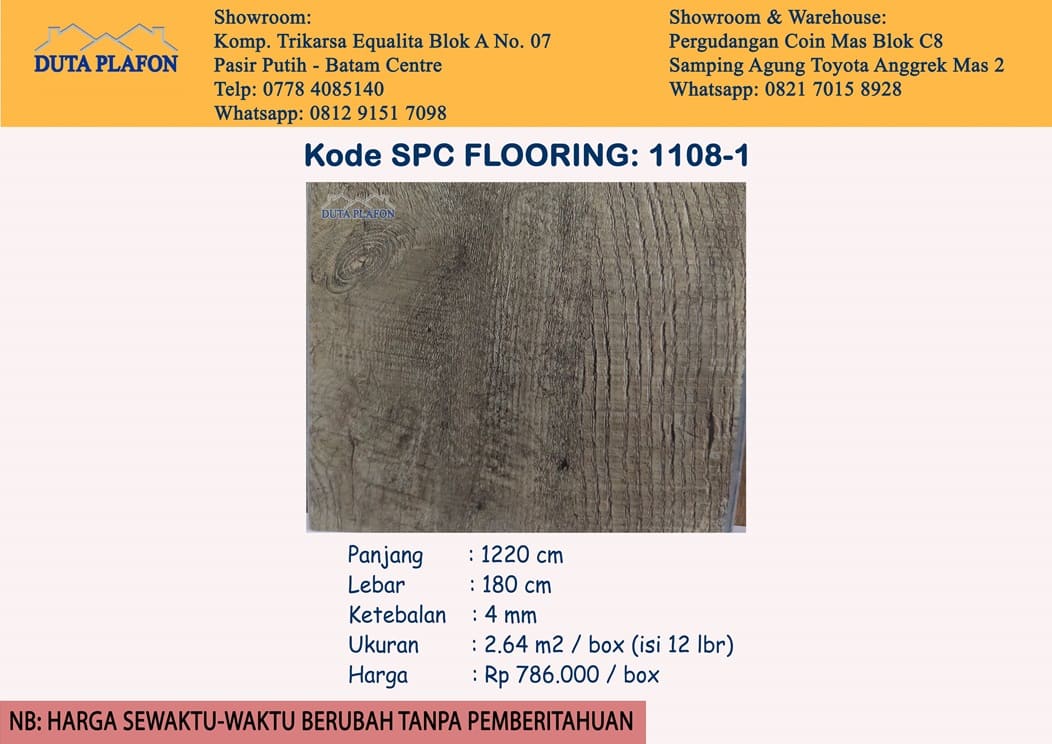 DUTA PLAFON
Showroom:
Komp. Trikarsa Equalita Blok A No. 07
Pasir Putih - Batam Centre
Telp: 0778 4085140
Whatsapp: 0812 9151 7098
Showroom & Warehouse:
Pergudangan Coin Mas Blok C8
Samping Agung Toyota Anggrek Mas 2
Whatsapp: 0821 7015 8928
Kode SPC FLOORING: 1108-1
DUTA PLAFON
Panjang : 1220 cm
Lebar : 180 cm
Ketebalan : 4 mm
Ukuran : 2.64 m2 / box (isi 12 lbr)
Harga : Rp 786.000 / box
NB: HARGA SEWAKTU-WAKTU BERUBAH TANPA PEMBERITAHUAN